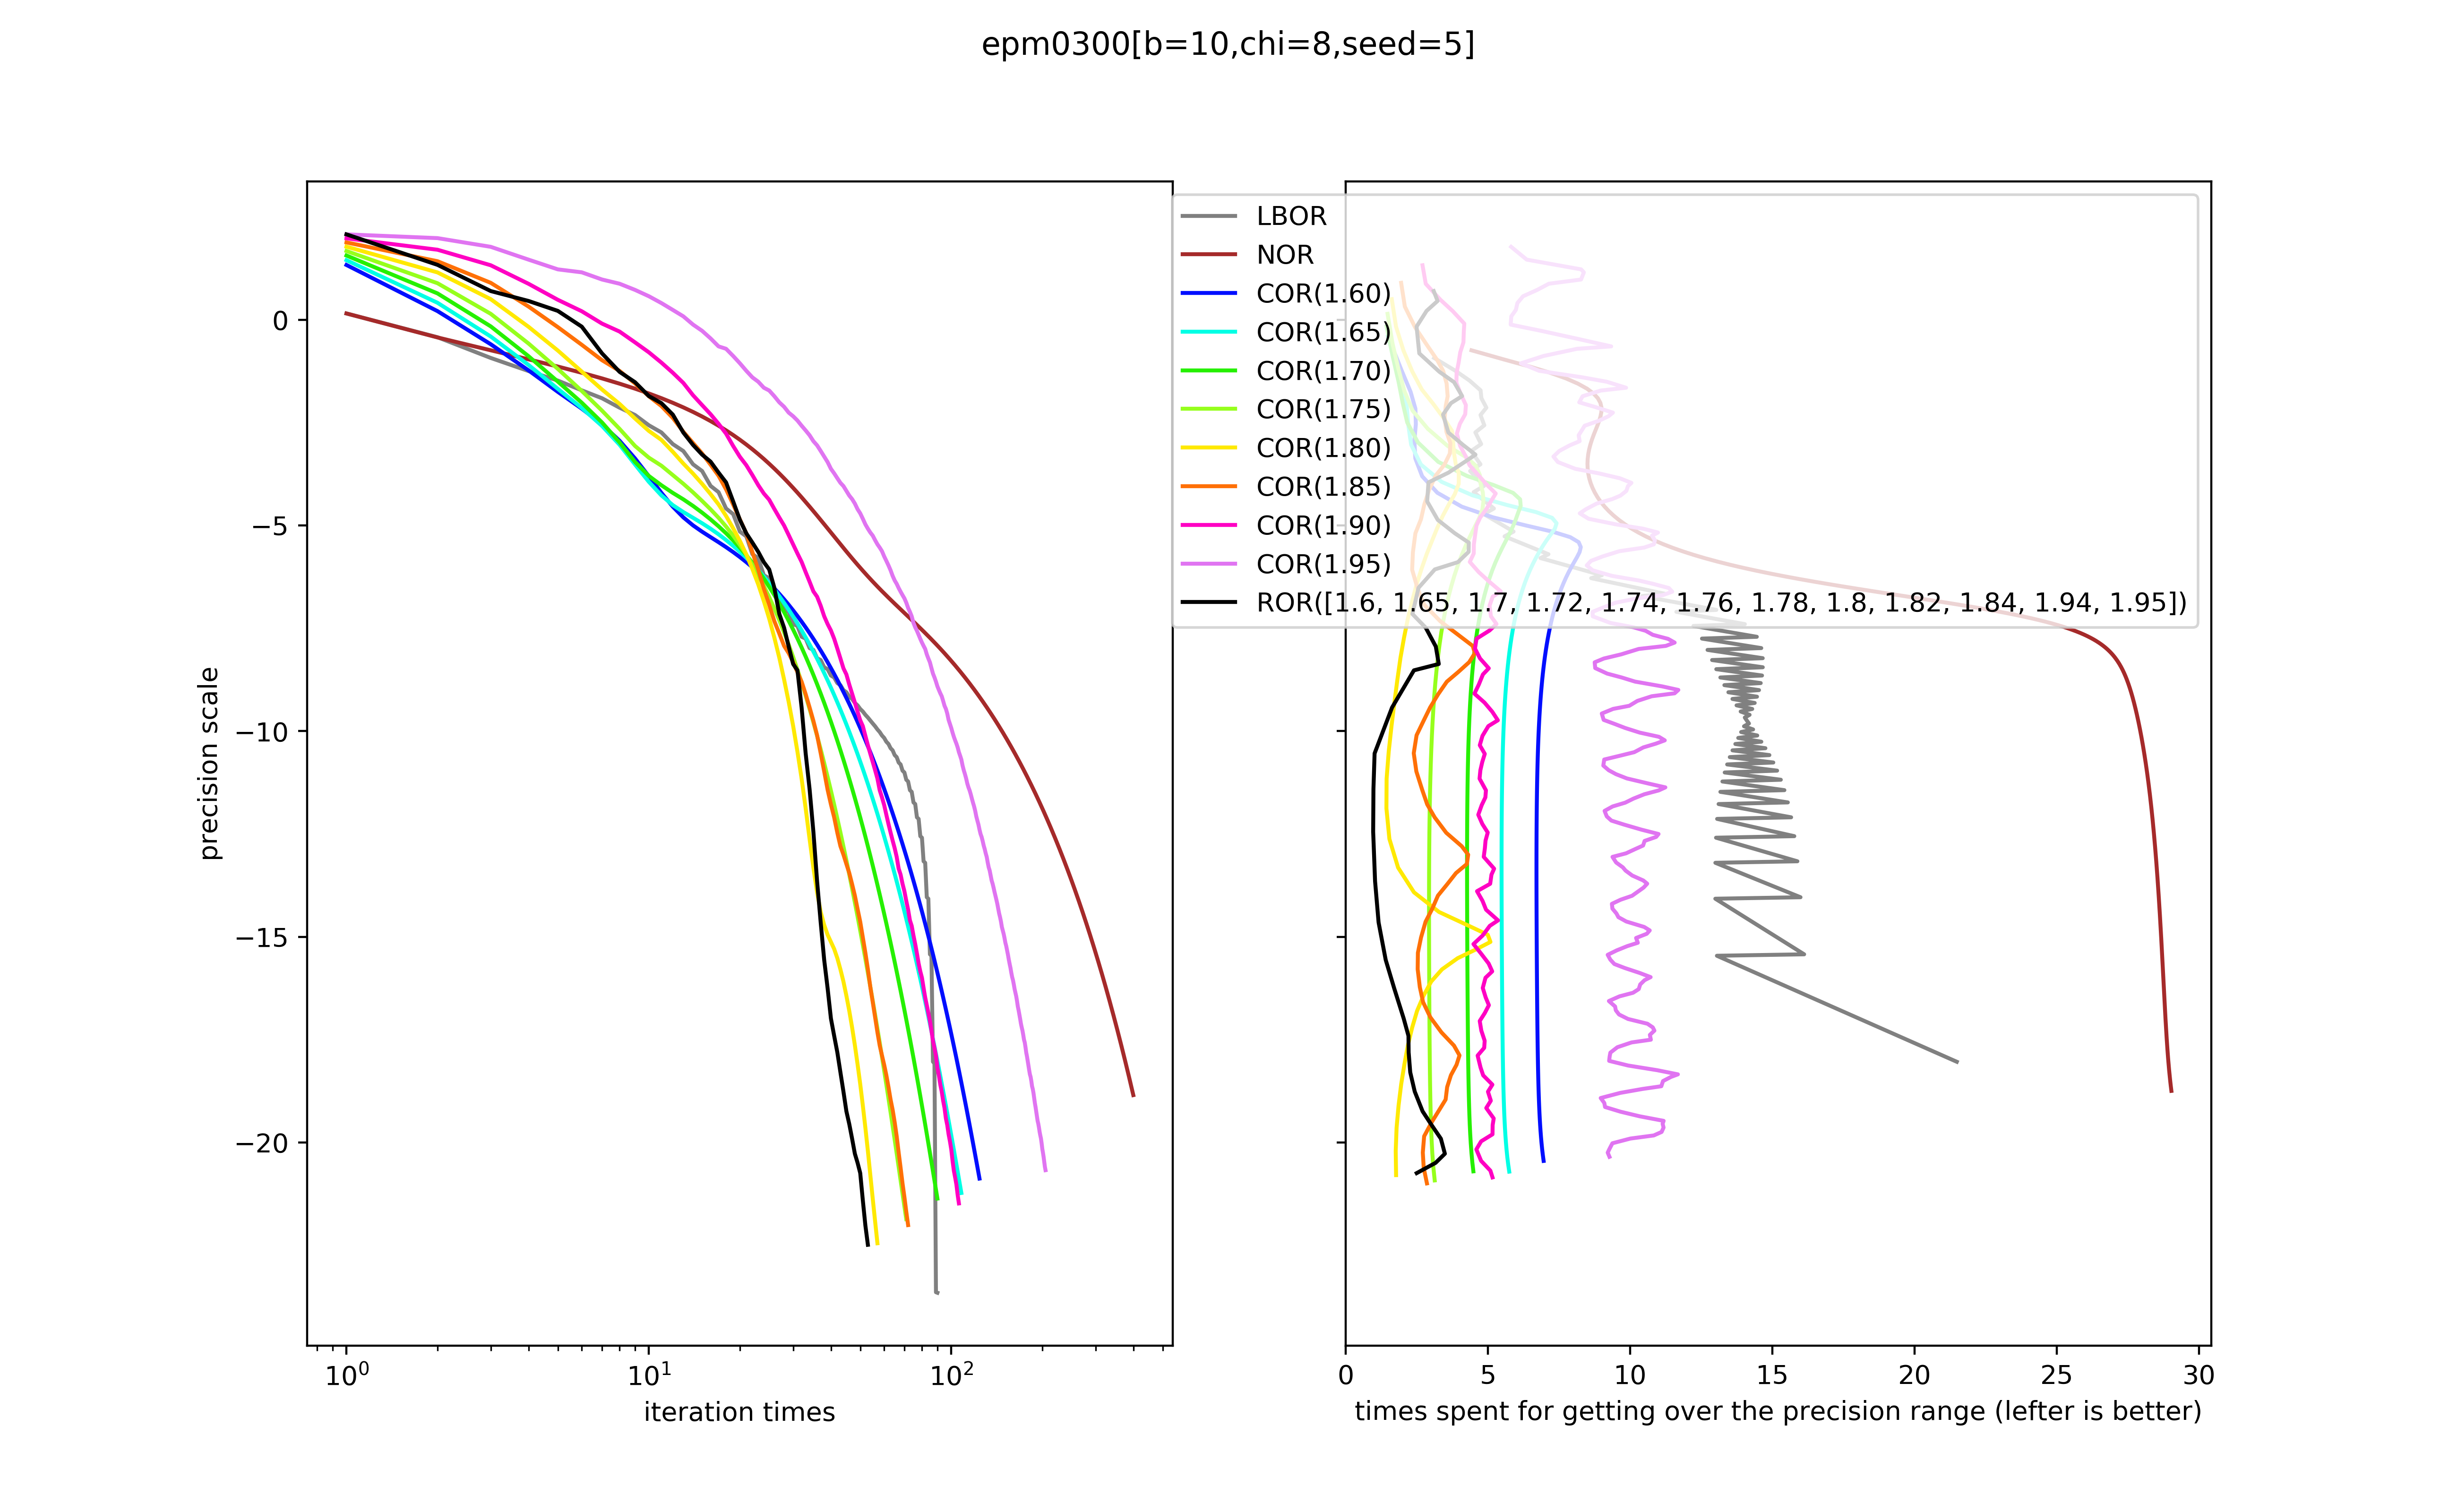 epm0300[b=10,chi=8,seed=5]
precision scale
0
−5
−10
−15
−20
10⁰ 10¹ 10²
iteration times
LBOR
NOR
COR(1.60)
COR(1.65)
COR(1.70)
COR(1.75)
COR(1.80)
COR(1.85)
COR(1.90)
COR(1.95)
ROR([1.6, 1.65, 1.7, 1.72, 1.74, 1.76, 1.78, 1.8, 1.82, 1.84, 1.94, 1.95])
0 5 10 15 20 25 30
times spent for getting over the precision range (lefter is better)